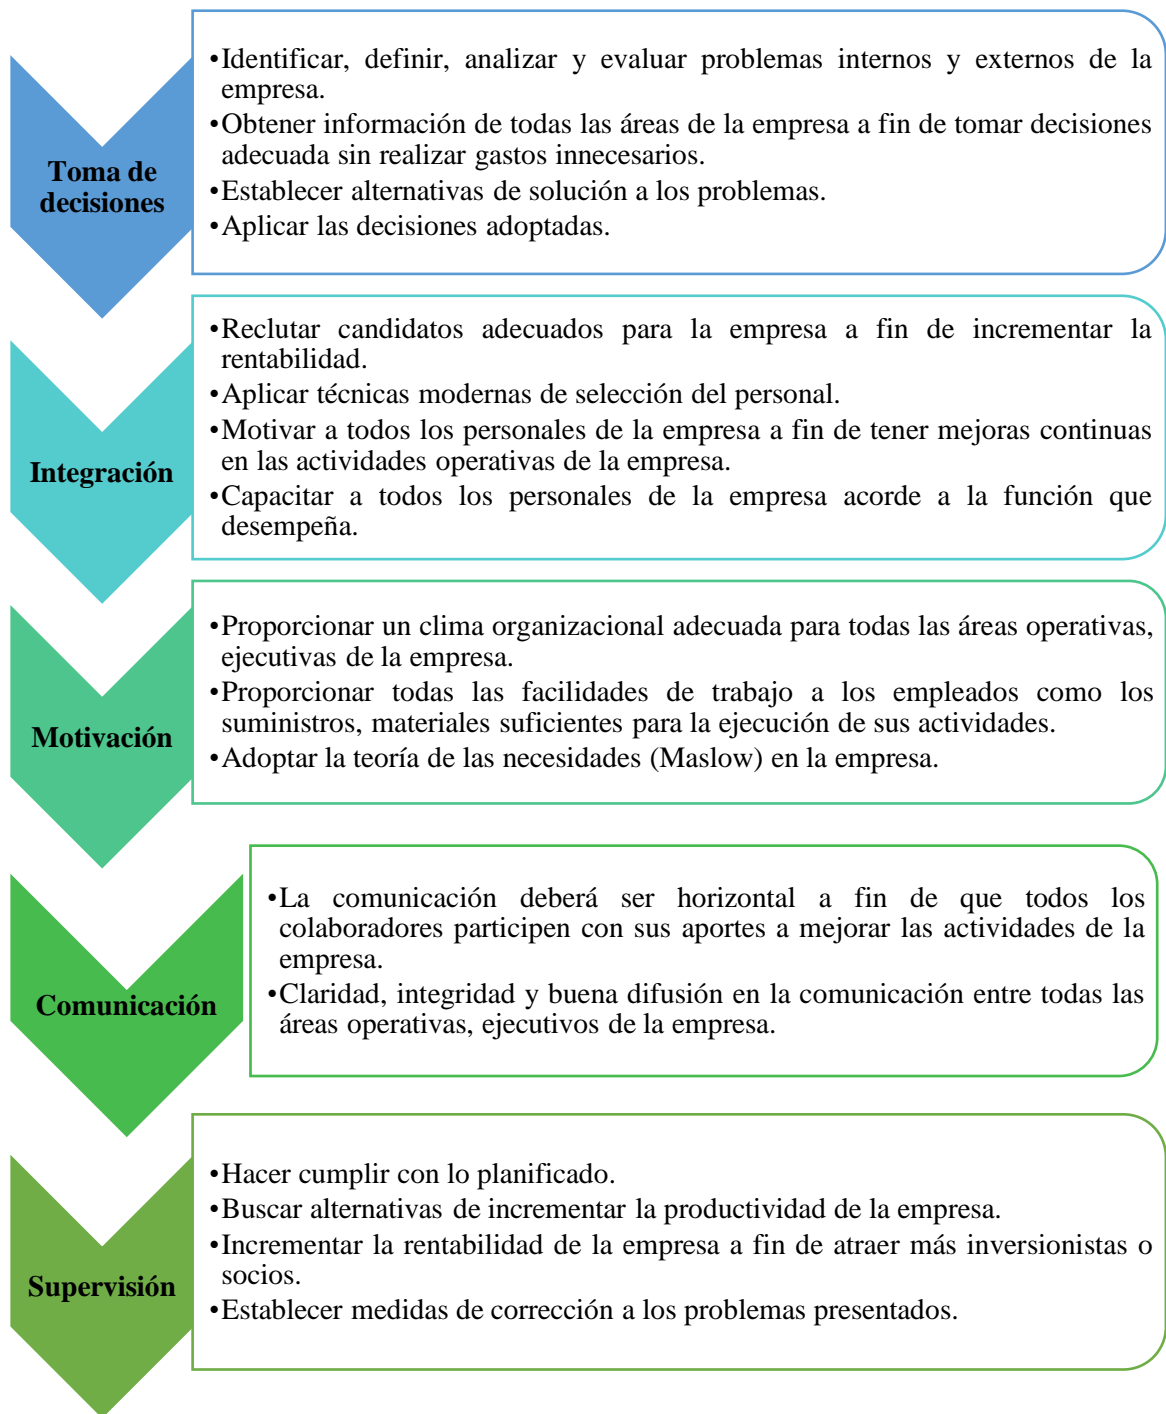 Toma de
decisiones
•Identificar, definir, analizar y evaluar problemas internos y externos de la
empresa.
•Obtener información de todas las áreas de la empresa a fin de tomar decisiones
adecuada sin realizar gastos innecesarios.
•Establecer alternativas de solución a los problemas.
•Aplicar las decisiones adoptadas.
Integración
•Reclutar candidatos adecuados para la empresa a fin de incrementar la
rentabilidad.
•Aplicar técnicas modernas de selección del personal.
•Motivar a todos los personales de la empresa a fin de tener mejoras continuas
en las actividades operativas de la empresa.
•Capacitar a todos los personales de la empresa acorde a la función que
desempeña.
Motivación
•Proporcionar un clima organizacional adecuada para todas las áreas operativas,
ejecutivas de la empresa.
•Proporcionar todas las facilidades de trabajo a los empleados como los
suministros, materiales suficientes para la ejecución de sus actividades.
•Adoptar la teoría de las necesidades (Maslow) en la empresa.
Comunicación
•La comunicación deberá ser horizontal a fin de que todos los
colaboradores participen con sus aportes a mejorar las actividades de la
empresa.
•Claridad, integridad y buena difusión en la comunicación entre todas las
áreas operativas, ejecutivos de la empresa.
Supervisión
•Hacer cumplir con lo planificado.
•Buscar alternativas de incrementar la productividad de la empresa.
•Incrementar la rentabilidad de la empresa a fin de atraer más inversionistas o
socios.
•Establecer medidas de corrección a los problemas presentados.